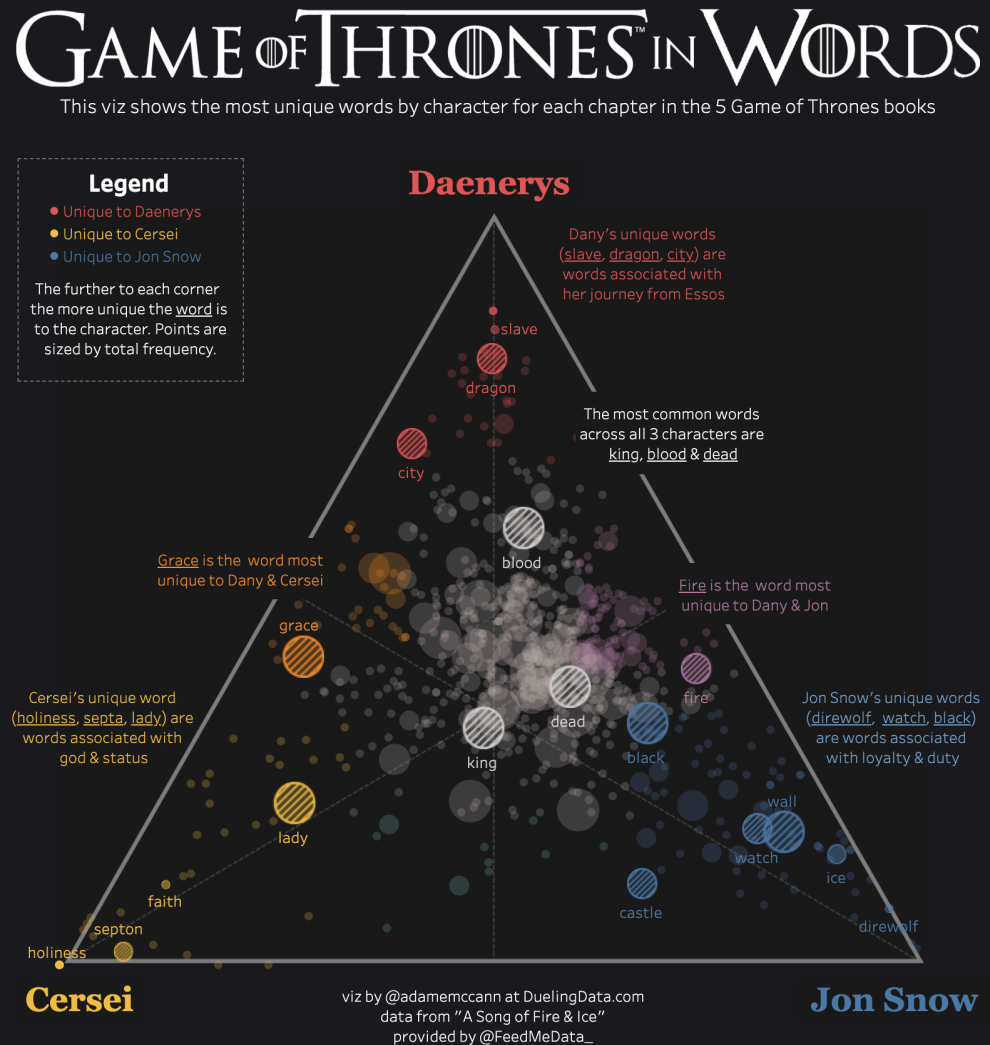 GAME OF THRONES™ IN WORDS
This viz shows the most unique words by character for each chapter in the 5 Game of Thrones books
Legend
Unique to Daenerys
Unique to Cersei
Unique to Jon Snow
The further to each corner
the more unique the word is
to the character. Points are
sized by total frequency.
Daenerys
Dany's unique words
(slave, dragon, city) are
words associated with
her journey from Essos
slave
dragon
The most common words
across all 3 characters are
king, blood & dead
city
blood
Grace is the word most
unique to Dany & Cersei
Fire is the word most
unique to Dany & Jon
grace
fire
Cersei's unique word
(holiness, septa, lady) are
words associated with
god & status
Jon Snow's unique words
(direwolf, watch, black)
are words associated
with loyalty & duty
dead
king
black
wall
lady
watch
ice
faith
castle
septon
direwolf
holiness
Cersei
viz by @adamemccann at DuelingData.com
data from "A Song of Fire & Ice"
provided by @FeedMeData_
Jon Snow